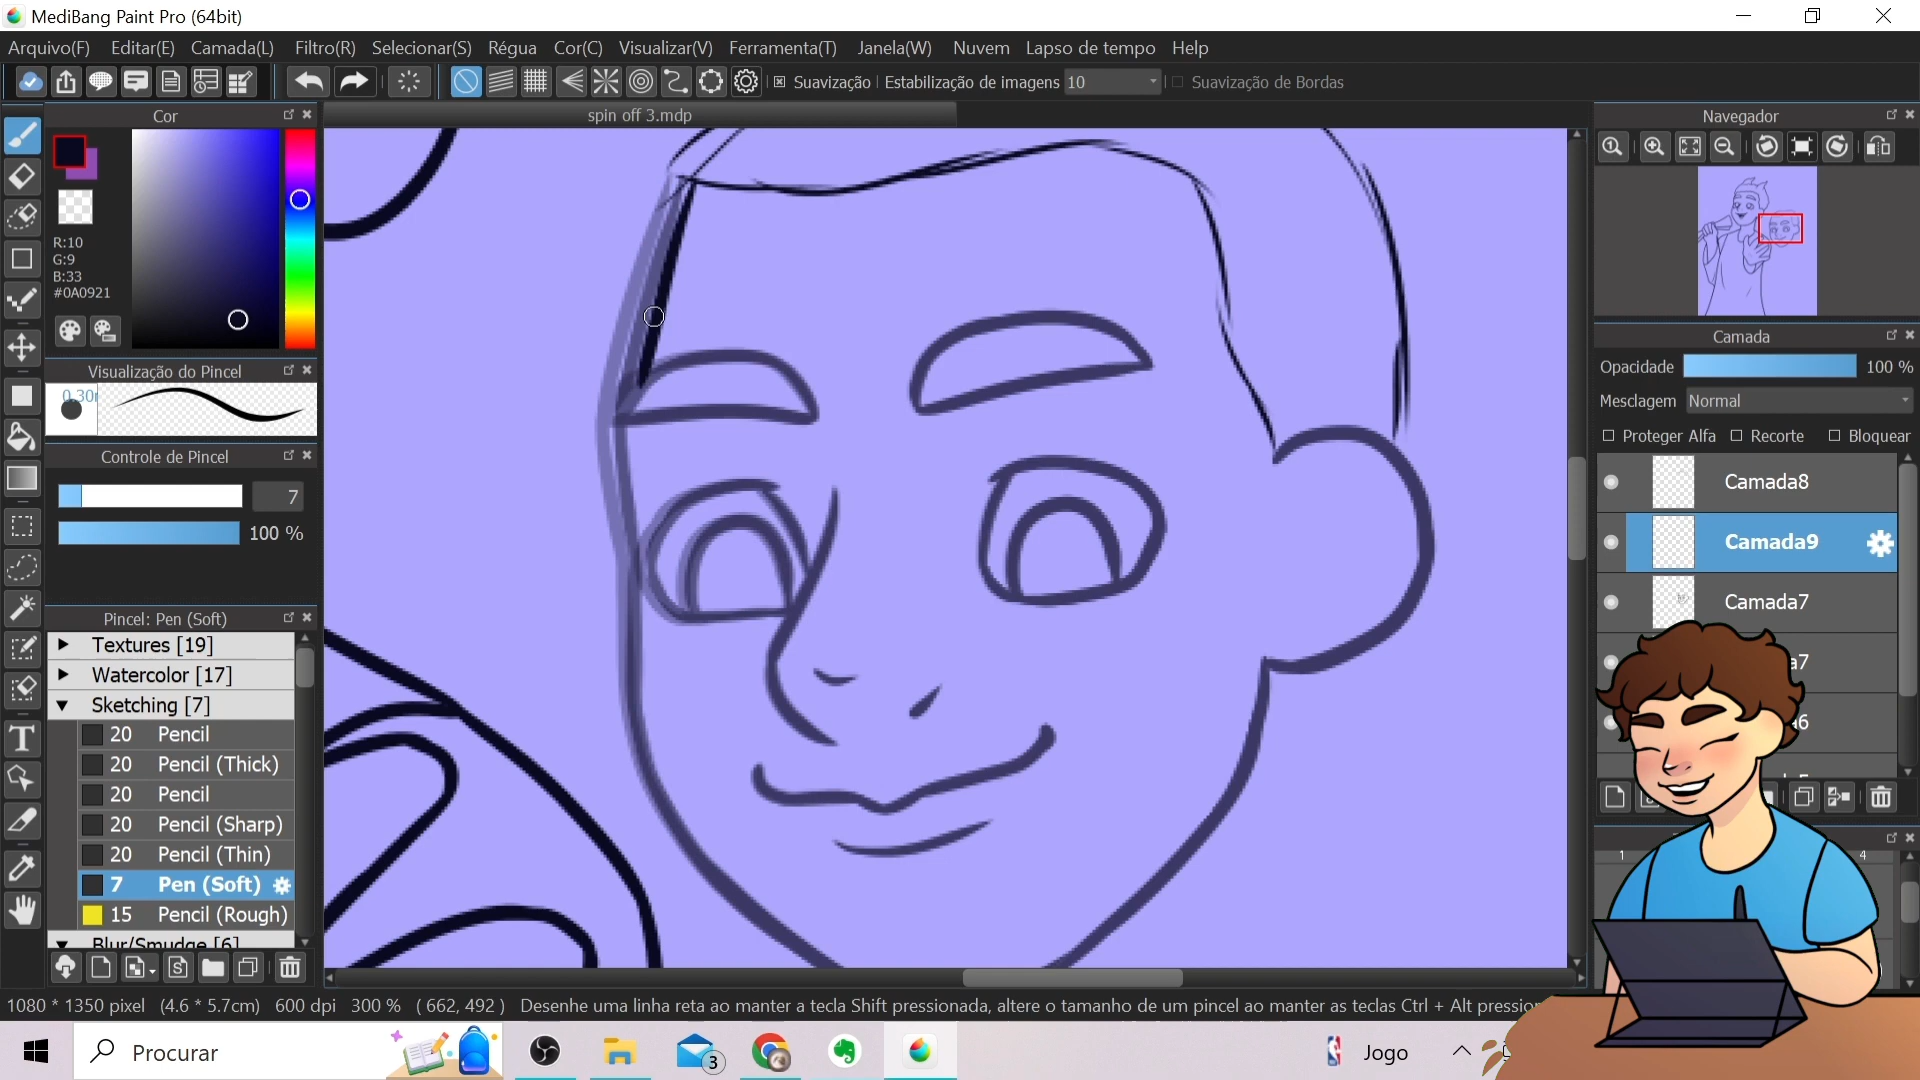 MediBang Paint Pro (64bit)
Arquivo(F) Editar(E) Camada(L) Filtro(R) Selecionar(S) Régua Cor(C) Visualizar(V) Ferramenta(T) Janela(W) Nuvem Lapso de tempo Help
Suavização Estabilização de imagens 10 Suavização de Bordas
Cor
spin off 3.mdp
Navegador
R:10
G:9
B:33
#0A0921
Visualização do Pincel
Controle de Pincel
7
100 %
Pincel: Pen (Soft)
Textures [19]
Watercolor [17]
Sketching [7]
20 Pencil
20 Pencil (Thick)
20 Pencil
20 Pencil (Sharp)
20 Pencil (Thin)
7 Pen (Soft)
15 Pencil (Rough)
Blur/Smudge [6]
Camada
Opacidade 100 %
Mesclagem Normal
Proteger Alfa Recorte Bloquear
Camada8
Camada9
Camada7
a7
1 4
1080 * 1350 pixel (4.6 * 5.7cm) 600 dpi 300 % ( 662, 492 ) Desenhe uma linha reta ao manter a tecla Shift pressionada, altere o tamanho de um pincel ao manter as teclas Ctrl + Alt
Procurar
3
Jogo